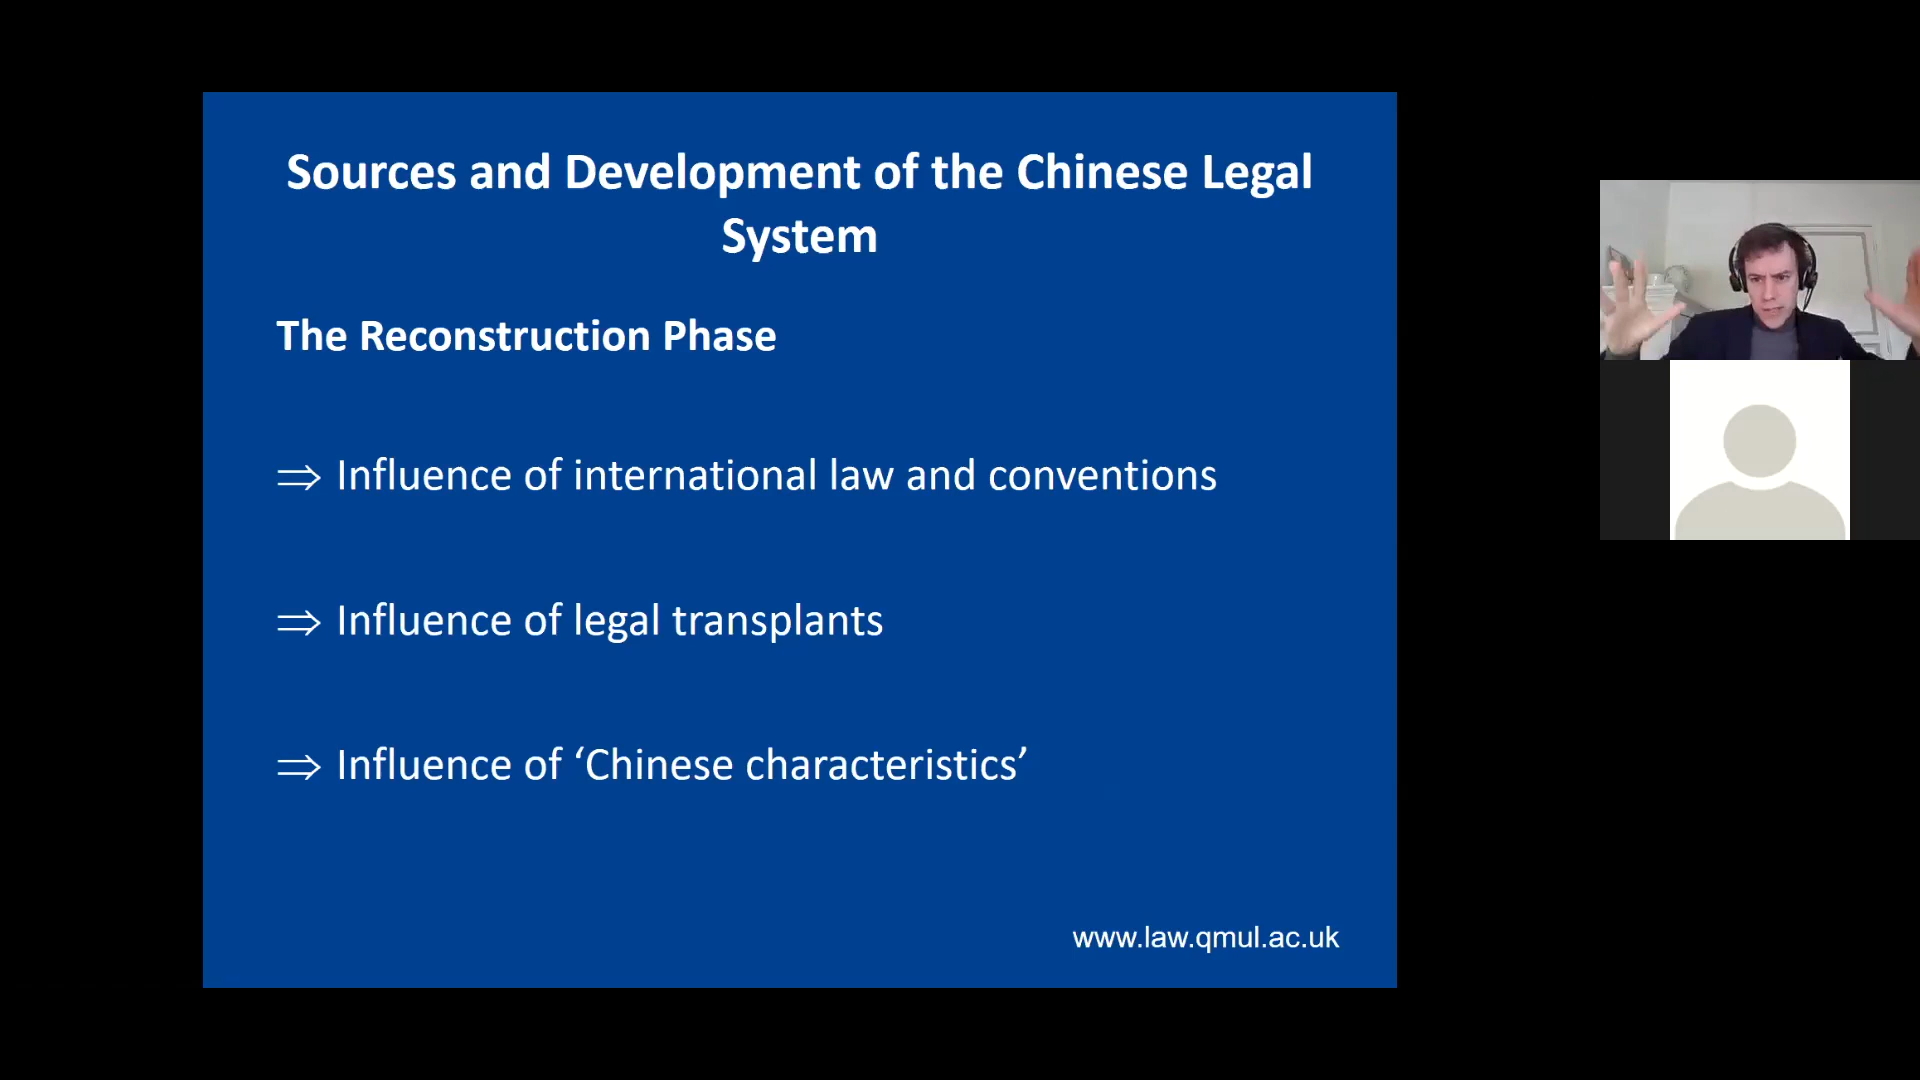 Sources and Development of the Chinese Legal
System
The Reconstruction Phase
⇒ Influence of international law and conventions
⇒ Influence of legal transplants
⇒ Influence of ‘Chinese characteristics’
www.law.qmul.ac.uk